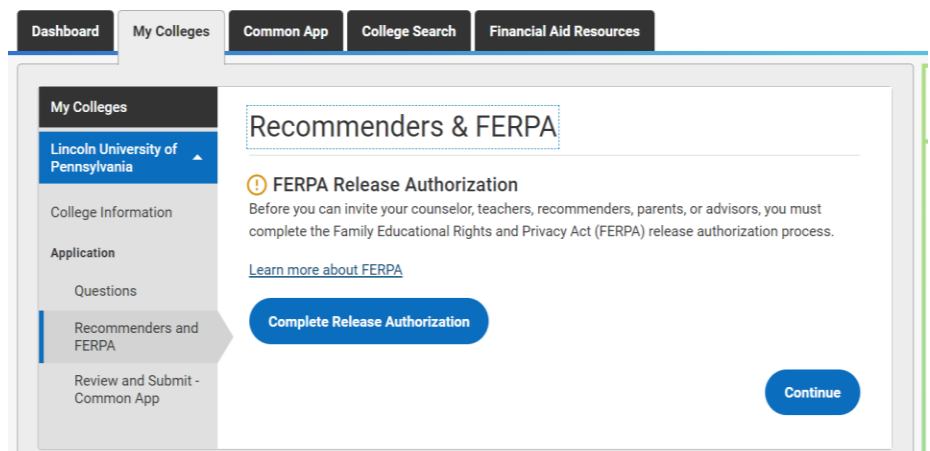 Dashboard
My Colleges
Common App
College Search
Financial Aid Resources
My Colleges
Lincoln University of
Pennsylvania
College Information
Application
Questions
Recommenders and
FERPA
Review and Submit -
Common App
Recommenders & FERPA
FERPA Release Authorization
Before you can invite your counselor, teachers, recommenders, parents, or advisors, you must
complete the Family Educational Rights and Privacy Act (FERPA) release authorization process.
Learn more about FERPA
Complete Release Authorization
Continue